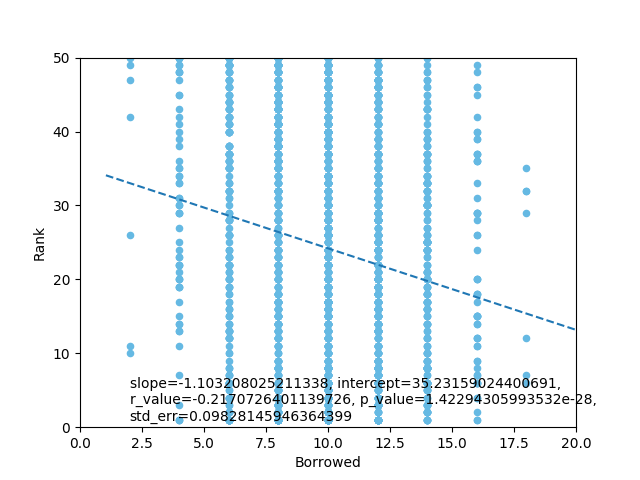 50
40
30
20
10
0
Rank
slope=-1.103208025211338, intercept=35.23159024400691,
r_value=-0.2170726401139726, p_value=1.42294305993532e-28,
std_err=0.09828145946364399
0.0 2.5 5.0 7.5 10.0 12.5 15.0 17.5 20.0
Borrowed